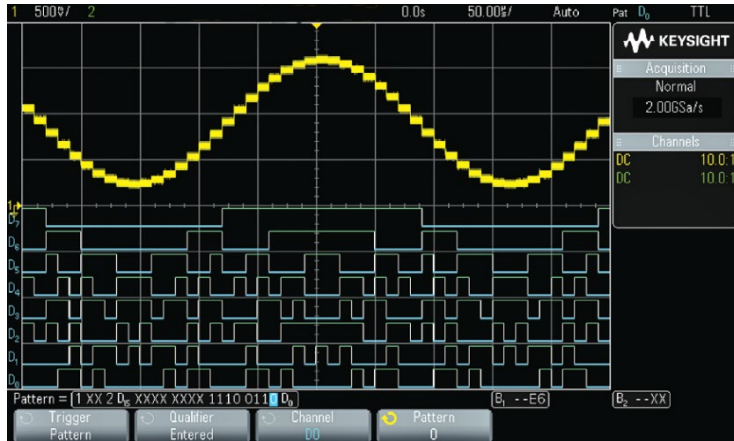 1 500⩒/ 2 0.0s 50.00⩘/ Auto Pat D₀ TTL
KEYSIGHT
Acquisition
Normal
2.00GSa/s
Channels
DC 10.0:1
DC 10.0:1
D₇
D₆
D₅
D₄
D₃
D₂
D₁
D₀
Pattern = [1 XX 2 D₁₅ XXXX XXXX 1110 0110 D₀] [B₁ --E6] [B₂ --XX]
Trigger Qualifier Channel Pattern
Pattern Entered D0 0